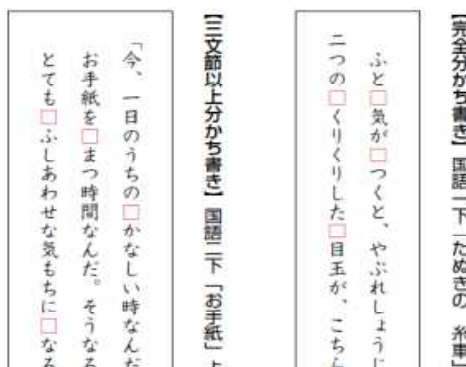 【完全分かち書き】国語一下「たぬきの 糸車」
ふと□気が□つくと、やぶれしょうじ
二つの□くりくりした□目玉が、こちら
【三文節以上分かち書き】国語二下「お手紙」上
「今、一日のうちの□かなしい時なんだ
お手紙を□まつ時間なんだ。そうなる
とても□ふしあわせな気もちに□なる